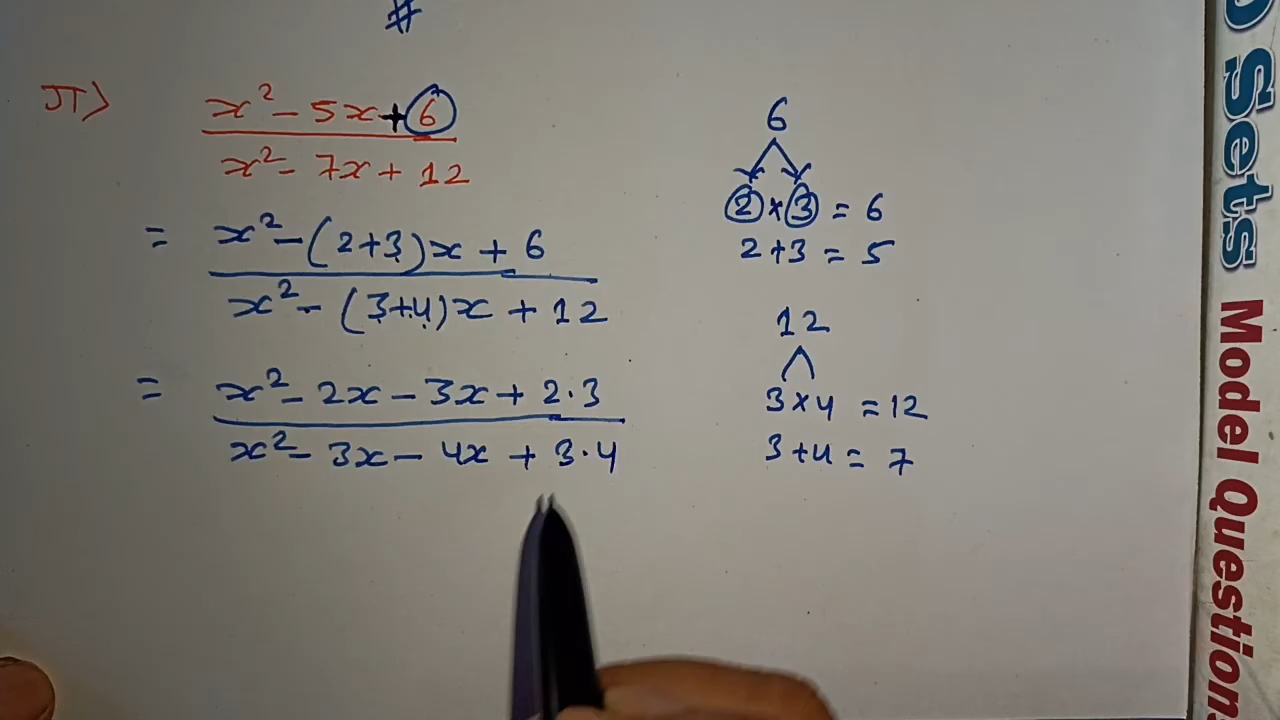 #
x² - 5x + 6
x² - 7x + 12
= x² - (2+3)x + 6
x² - (3+4)x + 12
= x² - 2x - 3x + 2·3
x² - 3x - 4x + 3·4
6
2 × 3 = 6
2 + 3 = 5
12
3 × 4 = 12
3 + 4 = 7
Sets Model Question